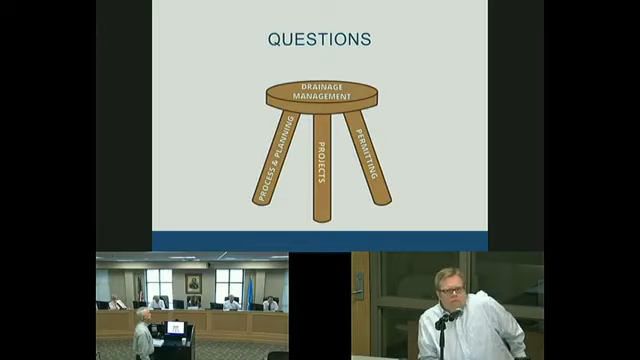 QUESTIONS
DRAINAGE
MANAGEMENT
PROCESS & PLANNING
PROJECTS
PERMITTING